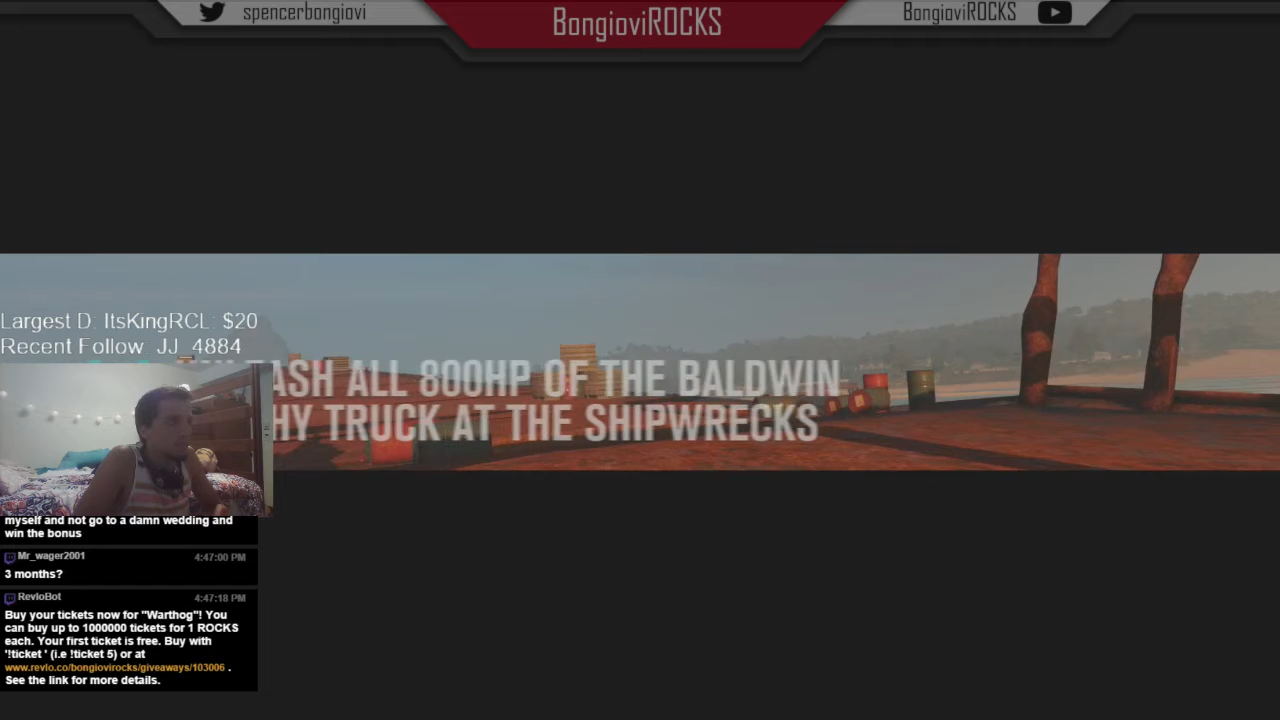 spencerbongiovi
BongioviROCKS
BongioviROCKS
Largest D: ItsKingRCL: $20
Recent Follow JJ_4884
ALL 800HP OF THE BALDWIN
TRUCK AT THE SHIPWRECKS
myself and not go to a damn wedding and
win the bonus
Mr_wager2001 4:47:00 PM
3 months?
RevloBot 4:47:18 PM
Buy your tickets now for "Warthog"! You
can buy up to 1000000 tickets for 1 ROCKS
each. Your first ticket is free. Buy with
'!ticket ' (i.e !ticket 5) or at
www.revlo.co/bongiovirocks/giveaways/103006 .
See the link for more details.